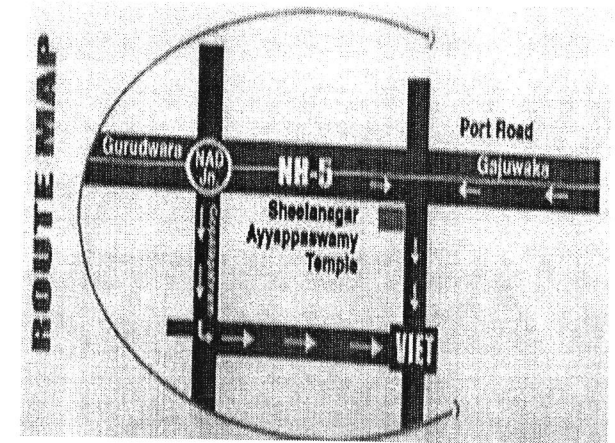 ROUTE MAP
Port Road
Gurudwara
NAD
Jn
NH-5
Gajuwaka
Sheelanagar
Ayyappaswamy
Temple
VIET